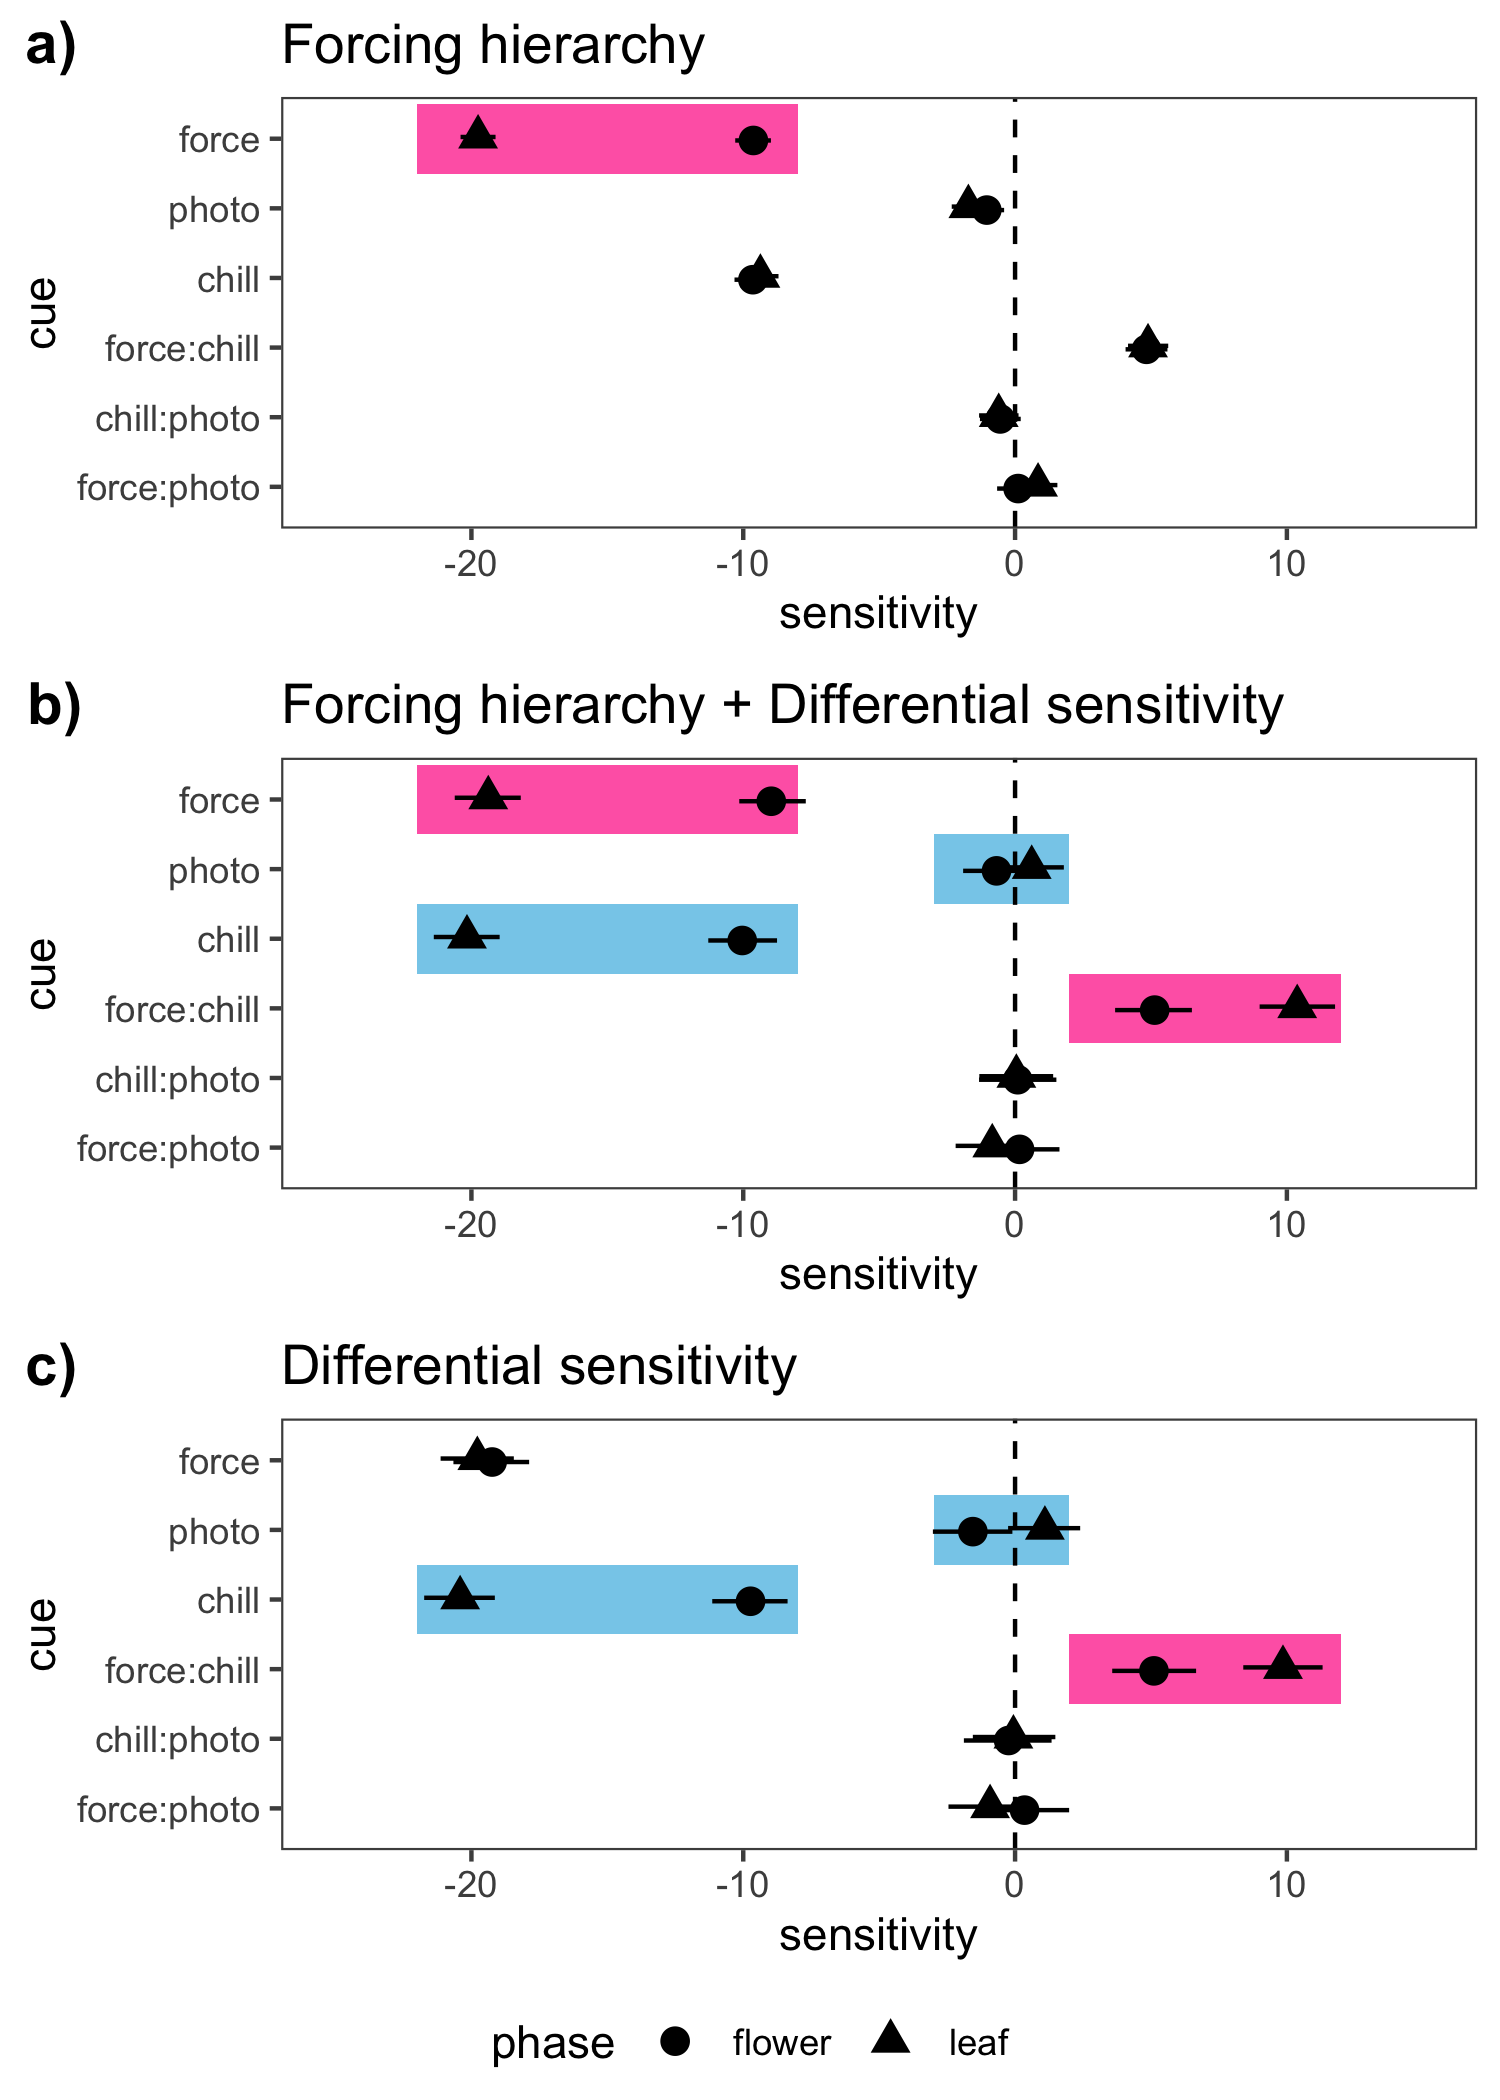 a) Forcing hierarchy
force
photo
chill
force:chill
chill:photo
force:photo
cue
-20 -10 0 10
sensitivity
b) Forcing hierarchy + Differential sensitivity
force
photo
chill
force:chill
chill:photo
force:photo
cue
-20 -10 0 10
sensitivity
c) Differential sensitivity
force
photo
chill
force:chill
chill:photo
force:photo
cue
-20 -10 0 10
sensitivity
phase flower leaf